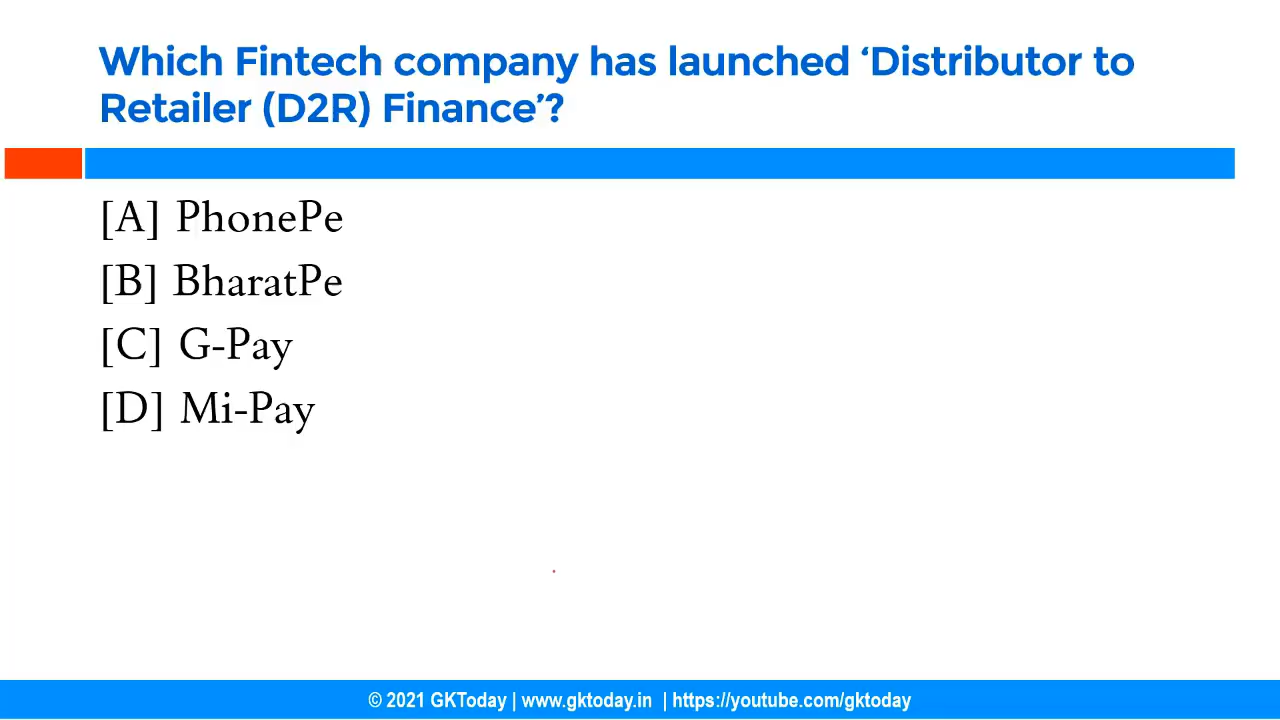 Which Fintech company has launched ‘Distributor to
Retailer (D2R) Finance’?
[A] PhonePe
[B] BharatPe
[C] G-Pay
[D] Mi-Pay
© 2021 GKToday | www.gktoday.in | https://youtube.com/gktoday